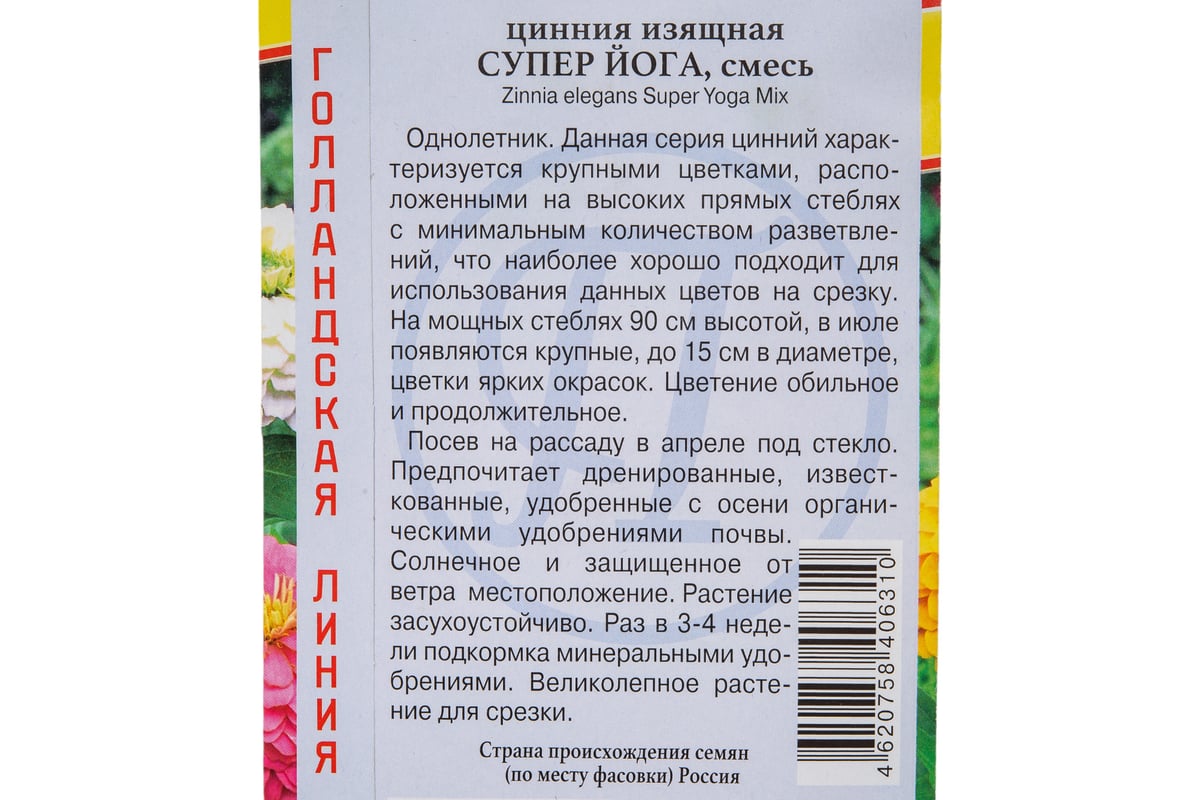 цинния изящная
СУПЕР ЙОГА, смесь
Zinnia elegans Super Yoga Mix
Однолетник. Данная серия цинний харак-
теризуется крупными цветками, распо-
ложенными на высоких прямых стеблях
с минимальным количеством разветвле-
ний, что наиболее хорошо подходит для
использования данных цветов на срезку.
На мощных стеблях 90 см высотой, в июле
появляются крупные, до 15 см в диаметре,
цветки ярких окрасок. Цветение обильное
и продолжительное.
Посев на рассаду в апреле под стекло.
Предпочитает дренированные, извест-
кованные, удобренные с осени органи-
ческими удобрениями почвы.
Солнечное и защищенное от
ветра местоположение. Растение
засухоустойчиво. Раз в 3-4 неде-
ли подкормка минеральными удо-
брениями. Великолепное расте-
ние для срезки.
Страна происхождения семян
(по месту фасовки) Россия
ГОЛЛАНДСКАЯ ЛИНИЯ
4 620758 406310